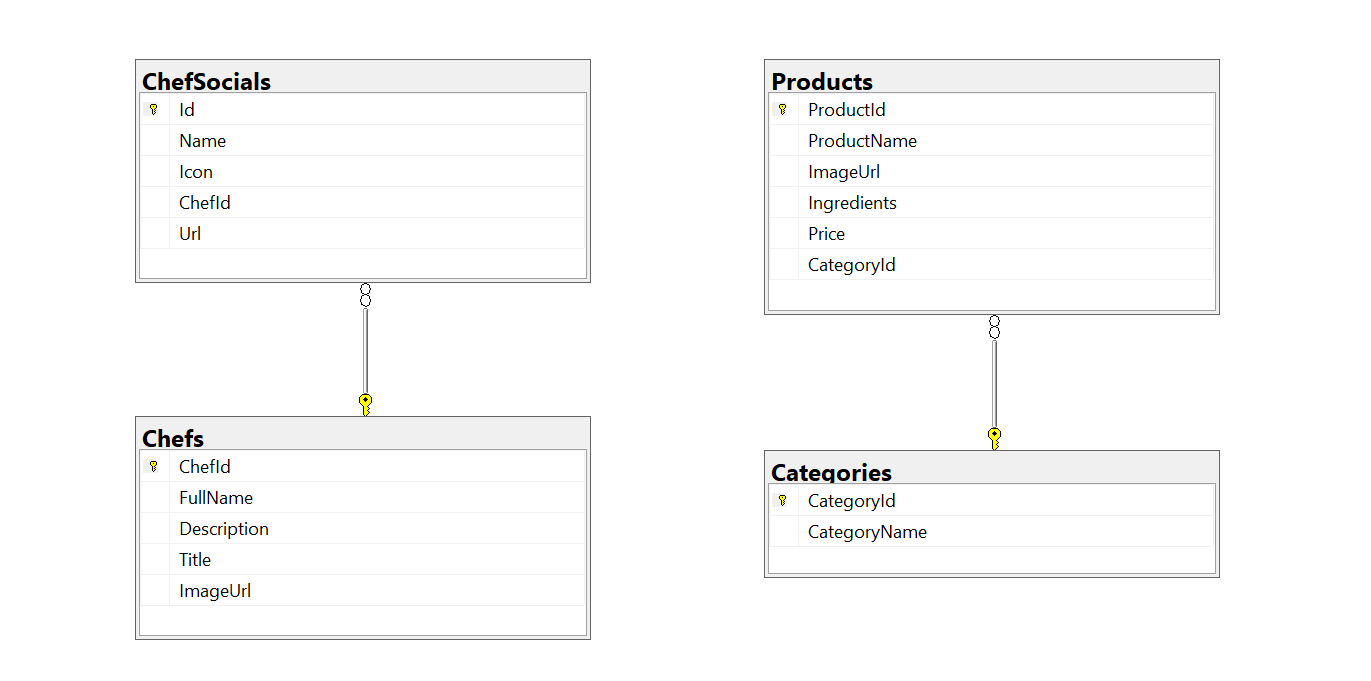 ChefSocials
Id
Name
Icon
ChefId
Url
Chefs
ChefId
FullName
Description
Title
ImageUrl
Products
ProductId
ProductName
ImageUrl
Ingredients
Price
CategoryId
Categories
CategoryId
CategoryName